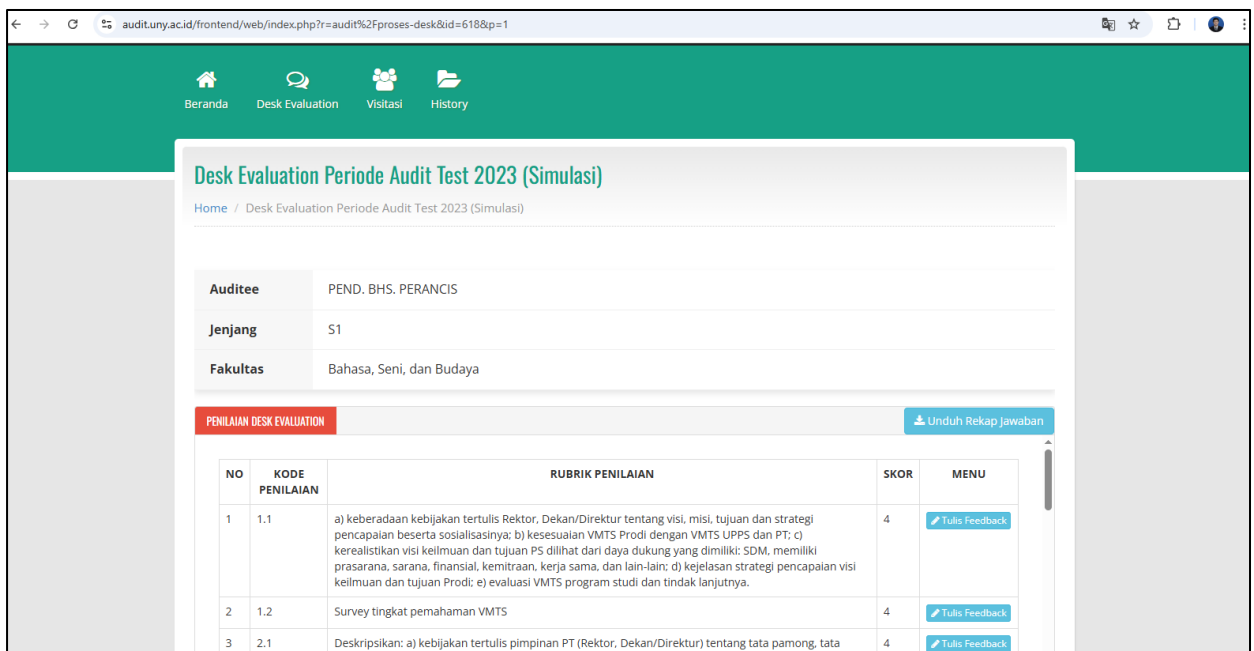 audit.uny.ac.id/frontend/web/index.php?r=audit%2Fproses-desk&id=618&p=1
Beranda Desk Evaluation Visitasi History
Desk Evaluation Periode Audit Test 2023 (Simulasi)
Home / Desk Evaluation Periode Audit Test 2023 (Simulasi)
Auditee PEND. BHS. PERANCIS
Jenjang S1
Fakultas Bahasa, Seni, dan Budaya
PENILAIAN DESK EVALUATION Unduh Rekap Jawaban
NO KODE PENILAIAN RUBRIK PENILAIAN SKOR MENU
1 1.1 a) keberadaan kebijakan tertulis Rektor, Dekan/Direktur tentang visi, misi, tujuan dan strategi 4 Tulis Feedback
pencapaian beserta sosialisasinya; b) kesesuaian VMTS Prodi dengan VMTS UPPS dan PT; c)
kerealistikan visi keilmuan dan tujuan PS dilihat dari daya dukung yang dimiliki: SDM, memiliki
prasarana, sarana, finansial, kemitraan, kerja sama, dan lain-lain; d) kejelasan strategi pencapaian visi
keilmuan dan tujuan Prodi; e) evaluasi VMTS program studi dan tindak lanjutnya.
2 1.2 Survey tingkat pemahaman VMTS 4 Tulis Feedback
3 2.1 Deskripsikan: a) kebijakan tertulis pimpinan PT (Rektor, Dekan/Direktur) tentang tata pamong, tata 4 Tulis Feedback